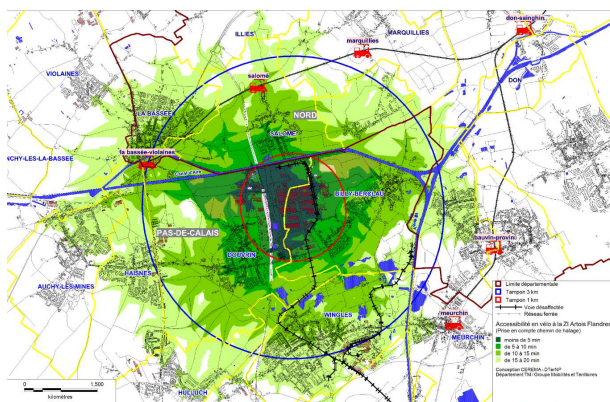 ILLIES
MARQUILLIES
don-sainghin
marquillies
VIOLAINES
salomé
DON
LA BASSEE
NORD
SALOME
la bassée-violaines
BILLY-BERCLAU
PAS-DE-CALAIS
DOUVRIN
bauvin-provin
HAISNES
AUCHY-LES-MINES
WINGLES
meurchin
MEURCHIN
HULLUCH
0
1,500
kilomètres
Limite départementale
Tampon 3 km
Tampon 1 km
Voie désaffectée
Réseau ferrée
Accessibilité en vélo à la ZI Artois Flandres
(Prise en compte chemin de halage)
moins de 5 min
de 5 à 10 min
de 10 à 15 min
de 15 à 20 min
Conception CEREMA - DTerNP
Département TM / Groupe Mobilités et Territoires